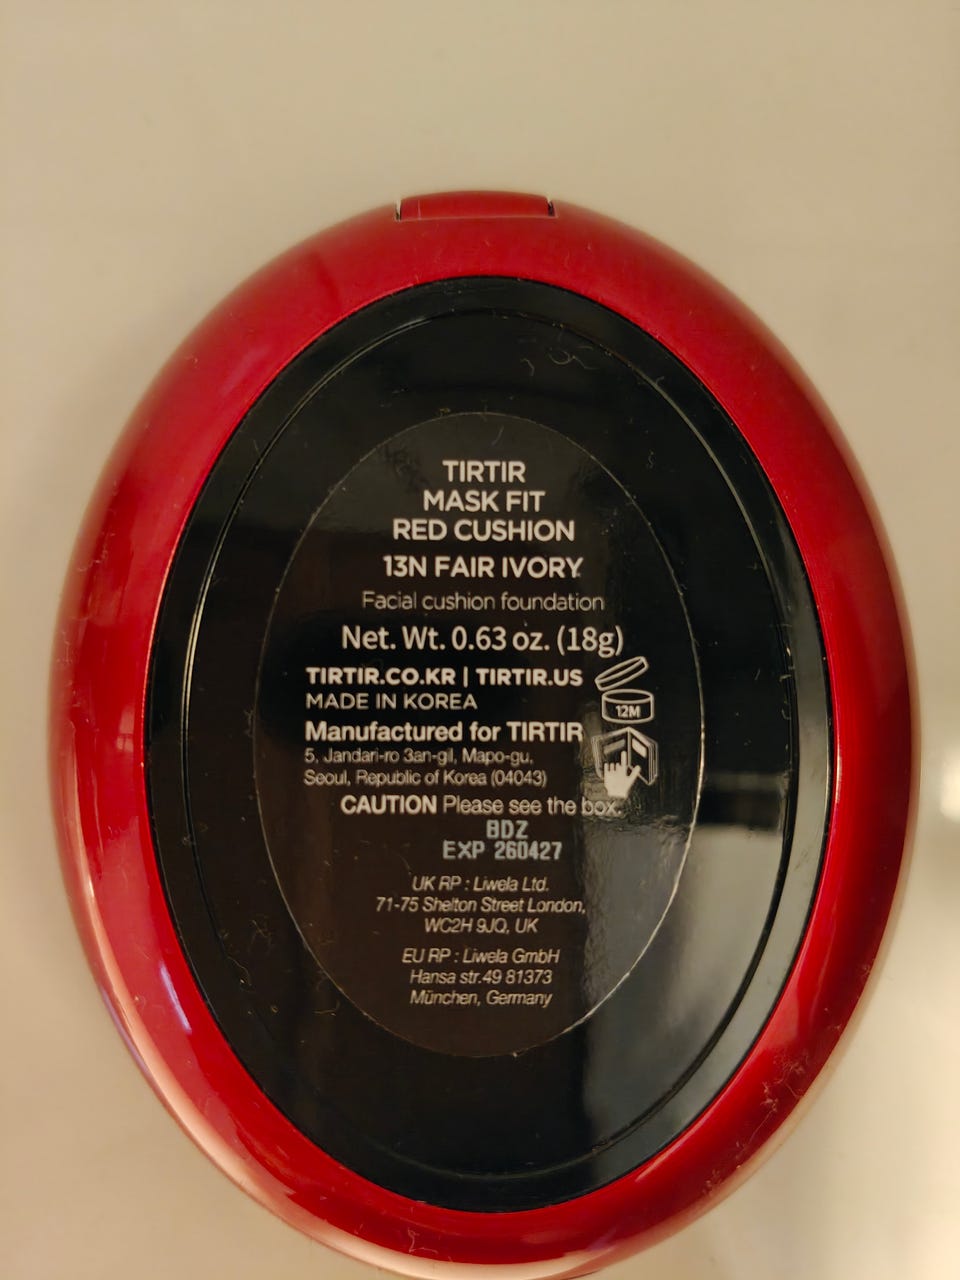 TIRTIR
MASK FIT
RED CUSHION
13N FAIR IVORY
Facial cushion foundation
Net. Wt. 0.63 oz. (18g)
TIRTIR.CO.KR | TIRTIR.US
MADE IN KOREA
12M
Manufactured for TIRTIR
5, Jandari-ro 3an-gil, Mapo-gu,
Seoul, Republic of Korea (04043)
CAUTION Please see the box.
BDZ
EXP 260427
UK RP : Liwela Ltd.
71-75 Shelton Street London,
WC2H 9JQ, UK
EU RP : Liwela GmbH
Hansa str.49 81373
München, Germany